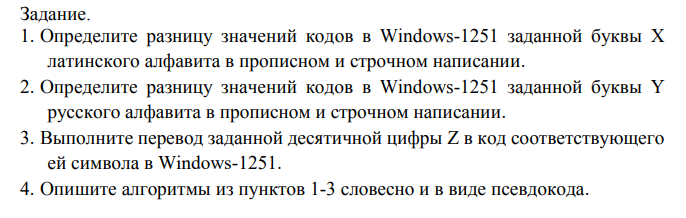 Задание.
1. Определите разницу значений кодов в Windows-1251 заданной буквы X
латинского алфавита в прописном и строчном написании.
2. Определите разницу значений кодов в Windows-1251 заданной буквы Y
русского алфавита в прописном и строчном написании.
3. Выполните перевод заданной десятичной цифры Z в код соответствующего
ей символа в Windows-1251.
4. Опишите алгоритмы из пунктов 1-3 словесно и в виде псевдокода.